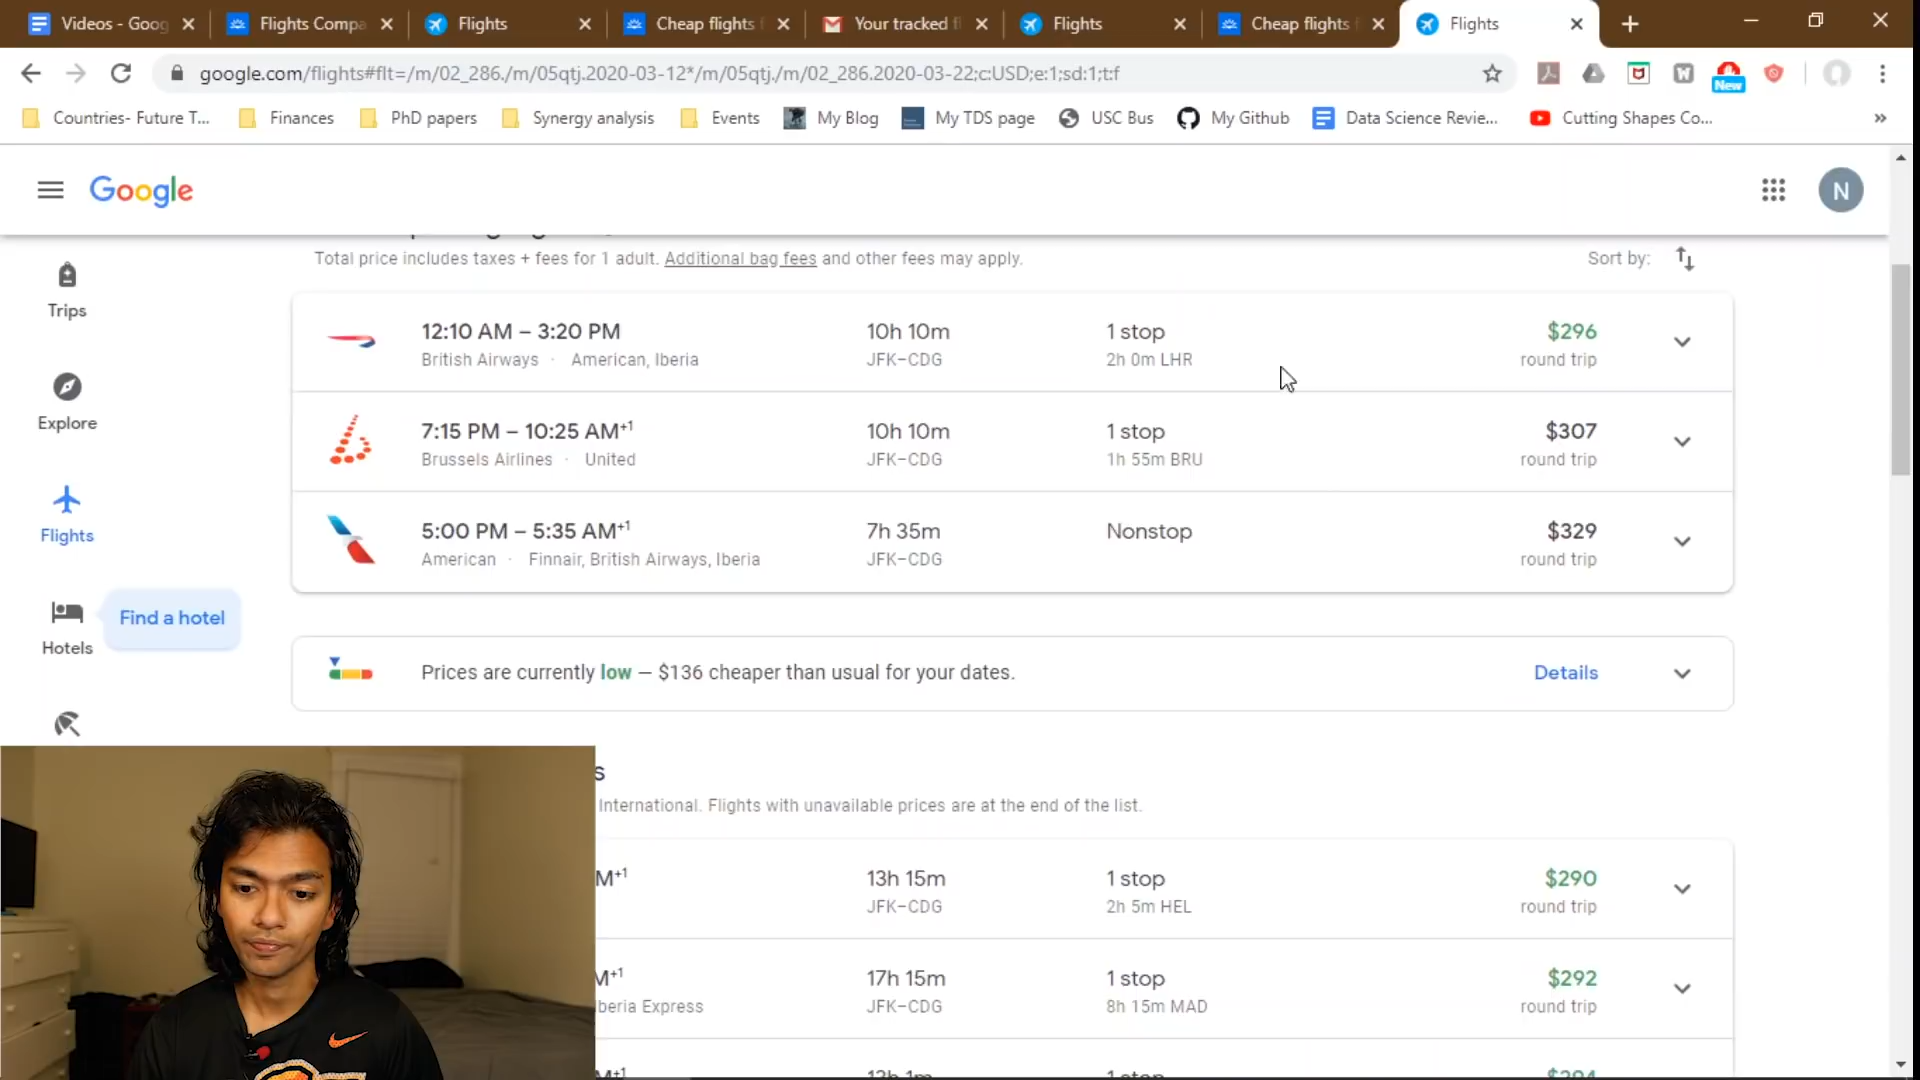 Videos - Goog
Flights Compa
Flights
Cheap flights
Your tracked fl
Flights
Cheap flights
Flights
google.com/flights#flt=/m/02_286./m/05qtj.2020-03-12*/m/05qtj./m/02_286.2020-03-22;c:USD;e:1;sd:1;t:f
New
Countries- Future T...
Finances
PhD papers
Synergy analysis
Events
My Blog
My TDS page
USC Bus
My Github
Data Science Revie...
Cutting Shapes Co...
»
Google
N
Total price includes taxes + fees for 1 adult. Additional bag fees and other fees may apply.
Sort by:
Trips
Explore
Flights
Hotels
Find a hotel
12:10 AM – 3:20 PM
British Airways · American, Iberia
10h 10m
JFK–CDG
1 stop
2h 0m LHR
$296
round trip
7:15 PM – 10:25 AM+1
Brussels Airlines · United
10h 10m
JFK–CDG
1 stop
1h 55m BRU
$307
round trip
5:00 PM – 5:35 AM+1
American · Finnair, British Airways, Iberia
7h 35m
JFK–CDG
Nonstop
$329
round trip
Prices are currently low — $136 cheaper than usual for your dates.
Details
s
International. Flights with unavailable prices are at the end of the list.
M+1
13h 15m
JFK–CDG
1 stop
2h 5m HEL
$290
round trip
M+1
beria Express
17h 15m
JFK–CDG
1 stop
8h 15m MAD
$292
round trip